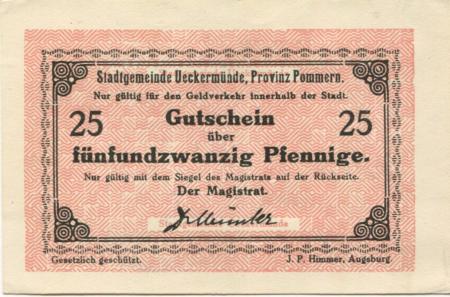 Stadtgemeinde Ueckermünde, Provinz Pommern.
Nur gültig für den Geldverkehr innerhalb der Stadt.
25 Gutschein 25
über
fünfundzwanzig Pfennige.
Nur gültig mit dem Siegel des Magistrats auf der Rückseite.
Der Magistrat.
Gesetzlich geschützt. J. P. Himmer, Augsburg.